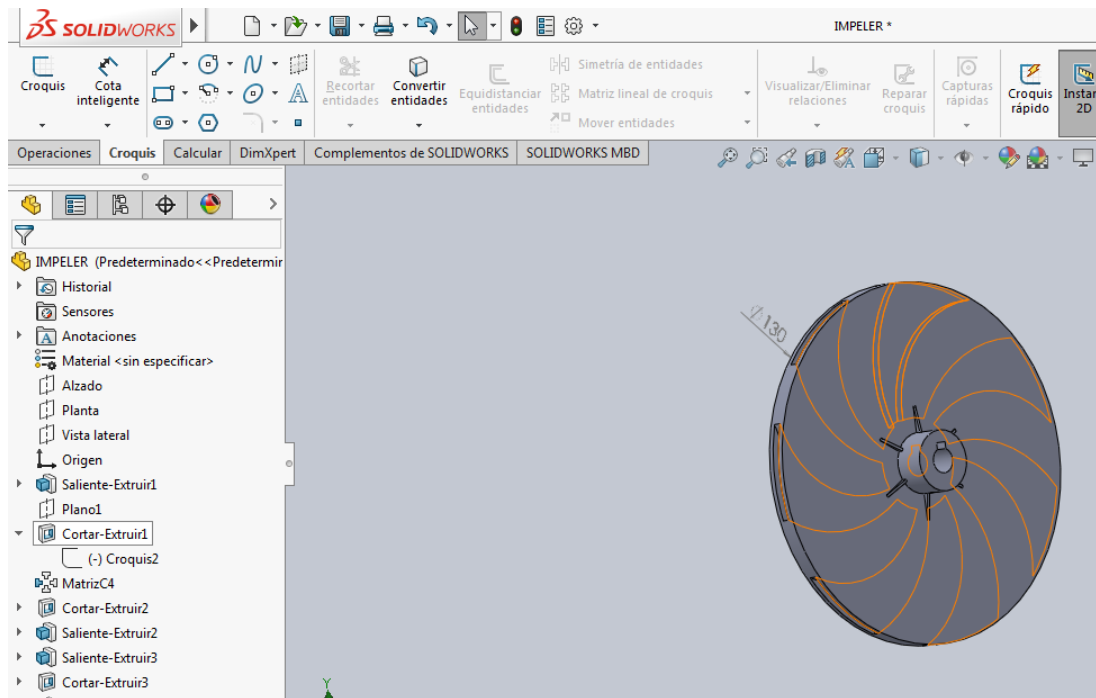 SOLIDWORKS
IMPELER *
Croquis
Cota inteligente
Recortar entidades
Convertir entidades
Equidistanciar entidades
Simetría de entidades
Matriz lineal de croquis
Mover entidades
Visualizar/Eliminar relaciones
Reparar croquis
Capturas rápidas
Croquis rápido
Instan 2D
Operaciones
Croquis
Calcular
DimXpert
Complementos de SOLIDWORKS
SOLIDWORKS MBD
IMPELER (Predeterminado<<Predetermir
Historial
Sensores
Anotaciones
Material <sin especificar>
Alzado
Planta
Vista lateral
Origen
Saliente-Extruir1
Plano1
Cortar-Extruir1
(-) Croquis2
MatrizC4
Cortar-Extruir2
Saliente-Extruir2
Saliente-Extruir3
Cortar-Extruir3
Ø130
Y